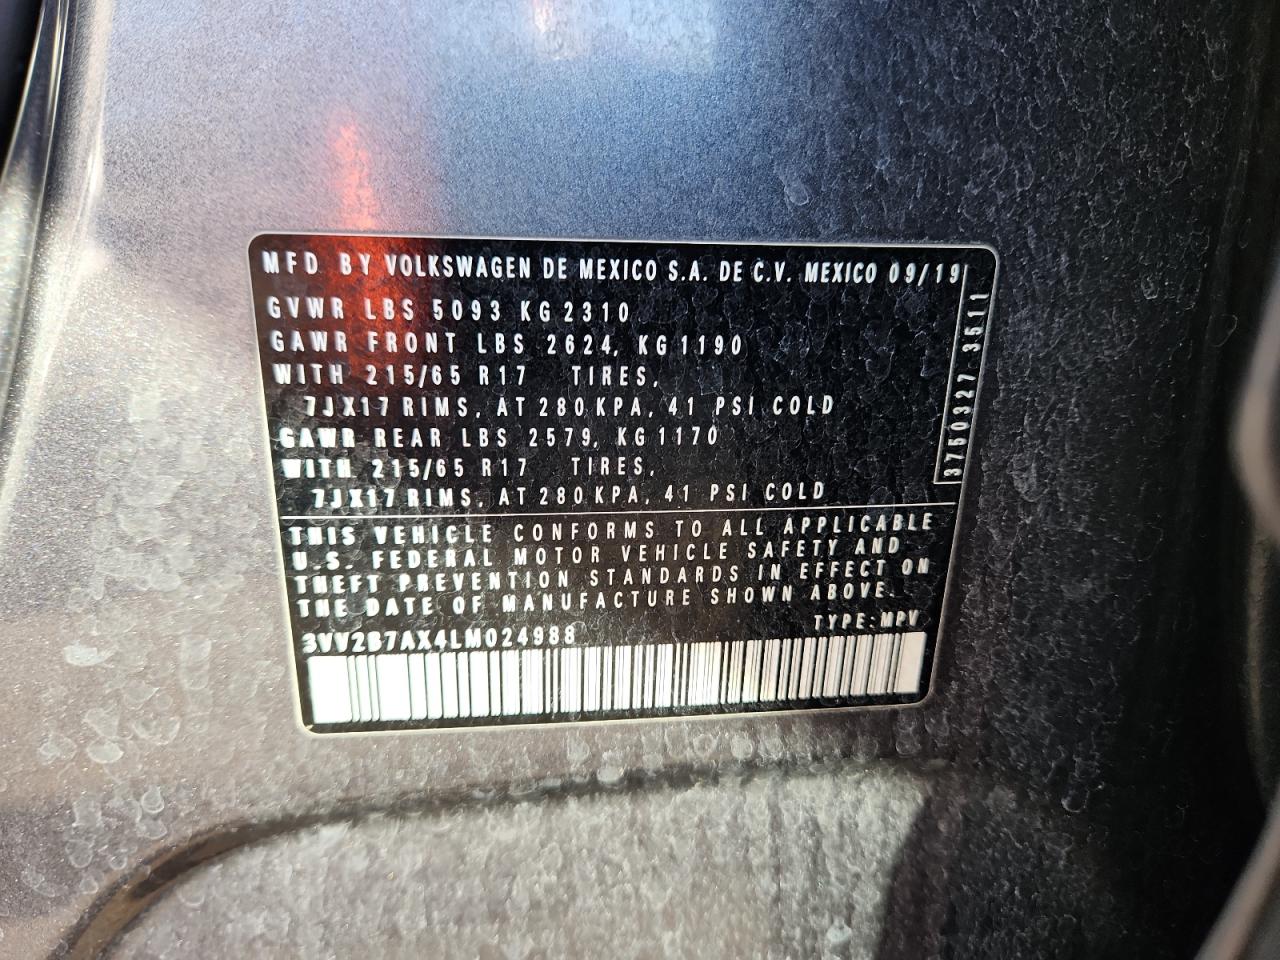 MFD BY VOLKSWAGEN DE MEXICO S.A. DE C.V. MEXICO 09/19
GVWR LBS 5093 KG 2310
GAWR FRONT LBS 2624, KG 1190
WITH 215/65 R17 TIRES,
7JX17 RIMS, AT 280 KPA, 41 PSI COLD
GAWR REAR LBS 2579, KG 1170
WITH 215/65 R17 TIRES,
7JX17 RIMS, AT 280 KPA, 41 PSI COLD
3760327 3511
THIS VEHICLE CONFORMS TO ALL APPLICABLE
U.S. FEDERAL MOTOR VEHICLE SAFETY AND
THEFT PREVENTION STANDARDS IN EFFECT ON
THE DATE OF MANUFACTURE SHOWN ABOVE.
3VV2B7AX4LM024988 TYPE: MPV